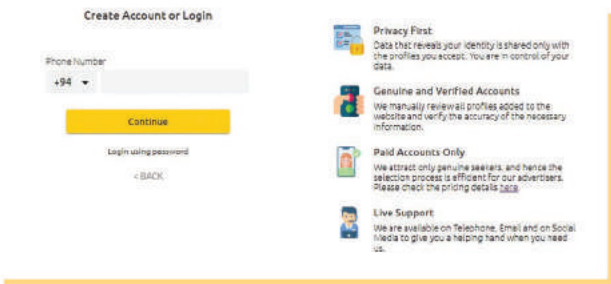 Create Account or Login
Phone Number
+94
Continue
Login using password
< BACK
Privacy First
Data that reveals your identity is shared only with
the profiles you accept. You are in control of your
data.
Genuine and Verified Accounts
We manually review all profiles added to the
website and verify the accuracy of the necessary
information.
Paid Accounts Only
We attract only genuine seekers, and hence the
selection process is efficient for our advertisers.
Please check the pricing details here.
Live Support
We are available on Telephone, Email and on Social
Media to give you a helping hand when you need
us.